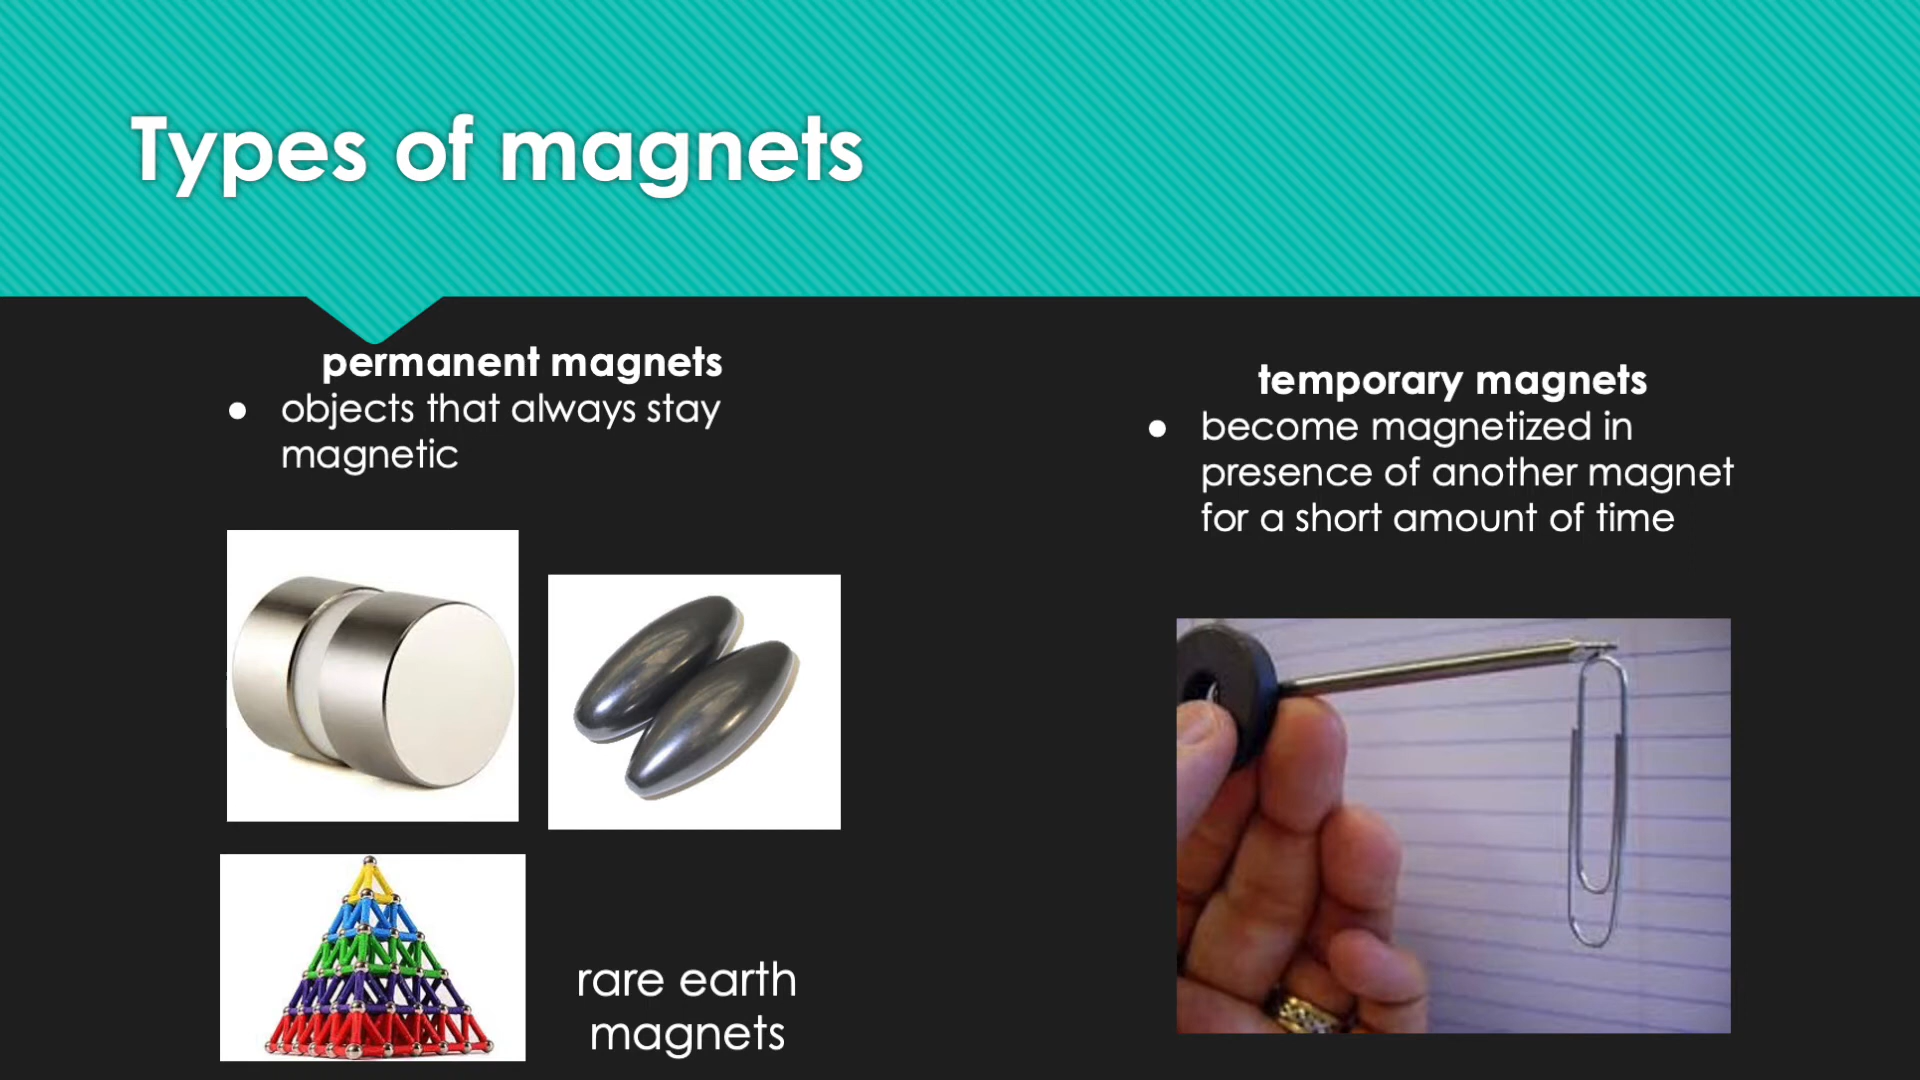 Types of magnets
permanent magnets
● objects that always stay
magnetic
rare earth
magnets
temporary magnets
● become magnetized in
presence of another magnet
for a short amount of time